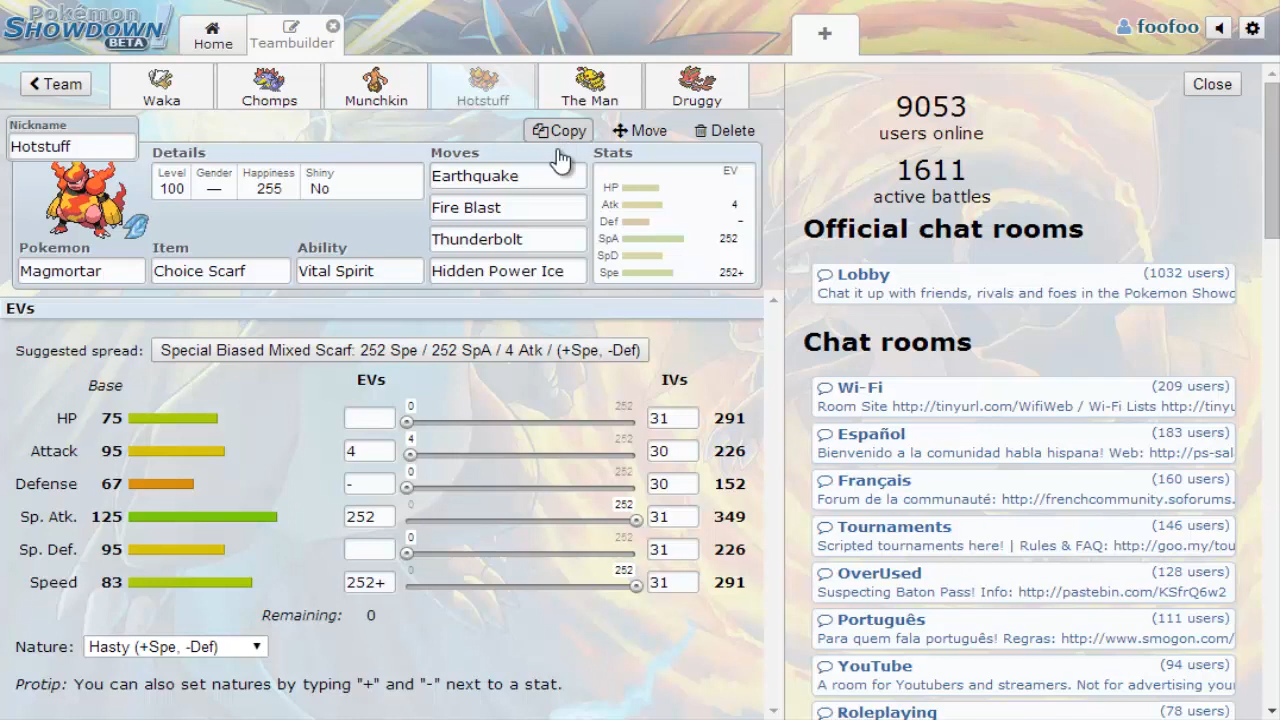 Pokémon
SHOWDOWN!
BETA
Home
Teambuilder
+
foofoo
Team
Waka
Chomps
Munchkin
Hotstuff
The Man
Druggy
Close
Nickname
Hotstuff
Copy
Move
Delete
Details
Level
100
Gender
—
Happiness
255
Shiny
No
Moves
Earthquake
Fire Blast
Thunderbolt
Hidden Power Ice
Stats
EV
HP
Atk 4
Def -
SpA 252
SpD
Spe 252+
Pokemon
Magmortar
Item
Choice Scarf
Ability
Vital Spirit
EVs
Suggested spread: Special Biased Mixed Scarf: 252 Spe / 252 SpA / 4 Atk / (+Spe, -Def)
Base EVs IVs
HP 75 0 252 31 291
Attack 95 4 4 252 30 226
Defense 67 - 0 252 30 152
Sp. Atk. 125 252 0 252 31 349
Sp. Def. 95 0 252 31 226
Speed 83 252+ 0 252 31 291
Remaining: 0
Nature: Hasty (+Spe, -Def)
Protip: You can also set natures by typing "+" and "-" next to a stat.
9053
users online
1611
active battles
Official chat rooms
Lobby (1032 users)
Chat it up with friends, rivals and foes in the Pokemon Showd
Chat rooms
Wi-Fi (209 users)
Room Site http://tinyurl.com/WifiWeb / Wi-Fi Lists http://tinyu
Español (183 users)
Bienvenido a la comunidad habla hispana! Web: http://ps-sal
Français (160 users)
Forum de la communauté: http://frenchcommunity.soforums.
Tournaments (146 users)
Scripted tournaments here! | Rules & FAQ: http://goo.my/tou
OverUsed (128 users)
Suspecting Baton Pass! Info: http://pastebin.com/KSfrQ6w2
Português (111 users)
Para quem fala português! Regras: http://www.smogon.com/
YouTube (94 users)
A room for Youtubers and streamers. Not for advertising your
Roleplaying (78 users)